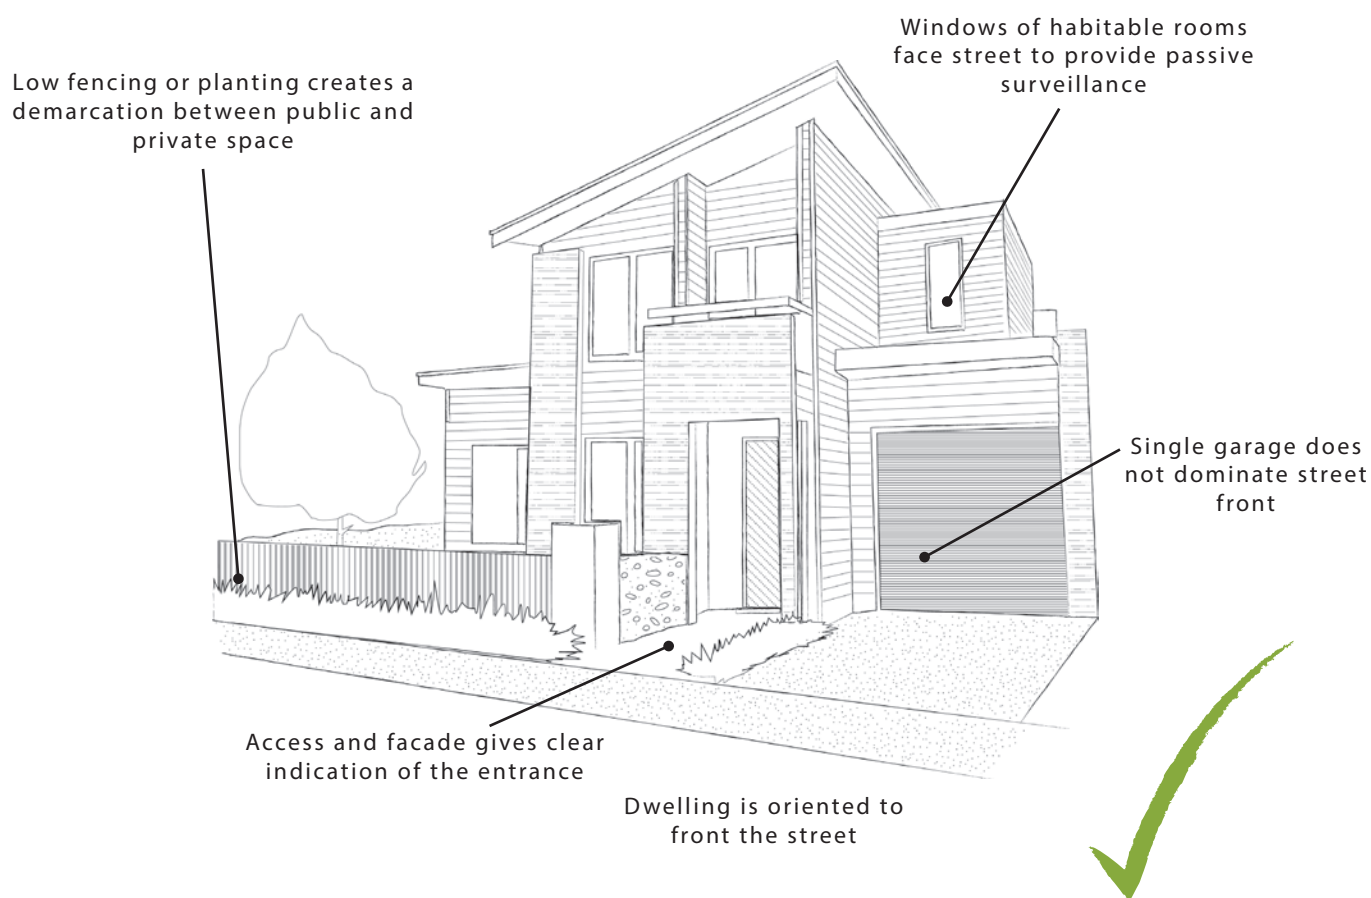 Windows of habitable rooms
face street to provide passive
surveillance
Low fencing or planting creates a
demarcation between public and
private space
Single garage does
not dominate street
front
Access and facade gives clear
indication of the entrance
Dwelling is oriented to
front the street